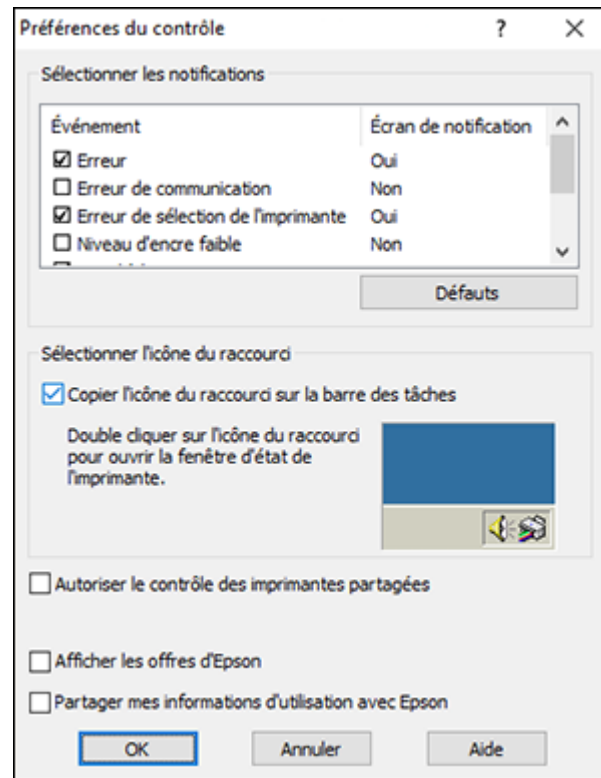 Préférences du contrôle ?
Sélectionner les notifications
Événement Écran de notification
Erreur Oui
Erreur de communication Non
Erreur de sélection de l'imprimante Oui
Niveau d'encre faible Non
Défauts
Sélectionner l'icône du raccourci
Copier l'icône du raccourci sur la barre des tâches
Double cliquer sur l'icône du raccourci
pour ouvrir la fenêtre d'état de
l'imprimante.
Autoriser le contrôle des imprimantes partagées
Afficher les offres d'Epson
Partager mes informations d'utilisation avec Epson
OK Annuler Aide